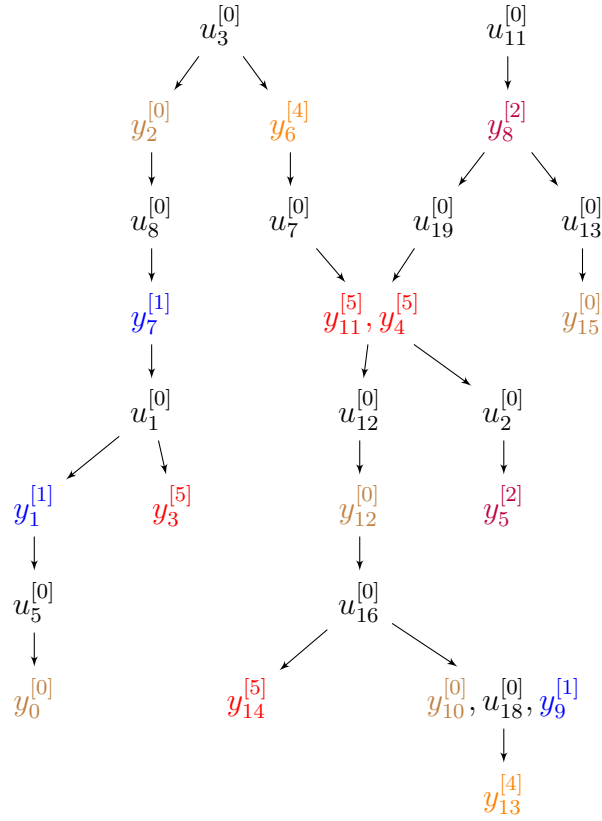 u_3^{[0]} u_{11}^{[0]}
y_2^{[0]} y_6^{[4]} y_8^{[2]}
u_8^{[0]} u_7^{[0]} u_{19}^{[0]} u_{13}^{[0]}
y_7^{[1]} y_{11}^{[5]}, y_4^{[5]} y_{15}^{[0]}
u_1^{[0]} u_{12}^{[0]} u_2^{[0]}
y_1^{[1]} y_3^{[5]} y_{12}^{[0]} y_5^{[2]}
u_5^{[0]} u_{16}^{[0]}
y_0^{[0]} y_{14}^{[5]} y_{10}^{[0]}, u_{18}^{[0]}, y_9^{[1]}
y_{13}^{[4]}